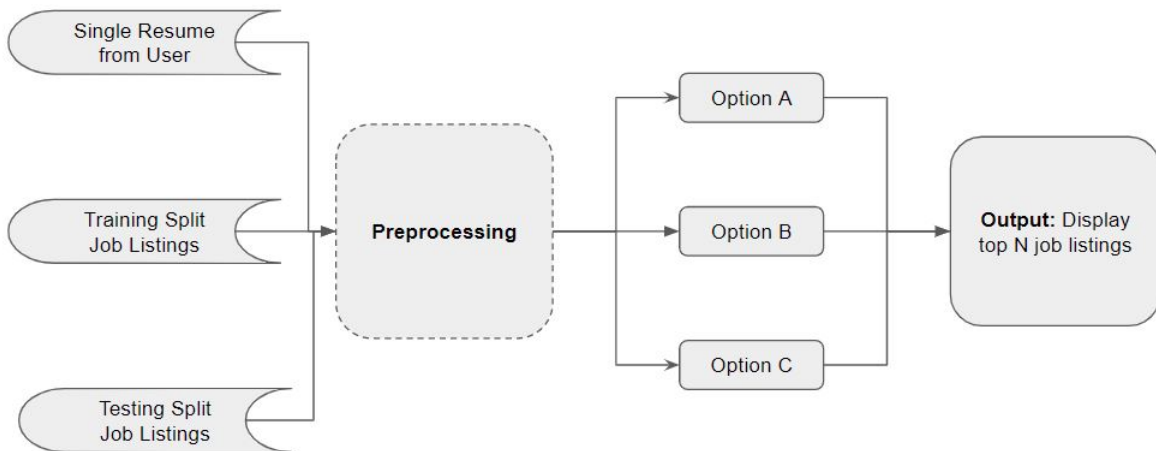 Single Resume
from User
Training Split
Job Listings
Testing Split
Job Listings
Preprocessing
Option A
Option B
Option C
Output: Display
top N job listings